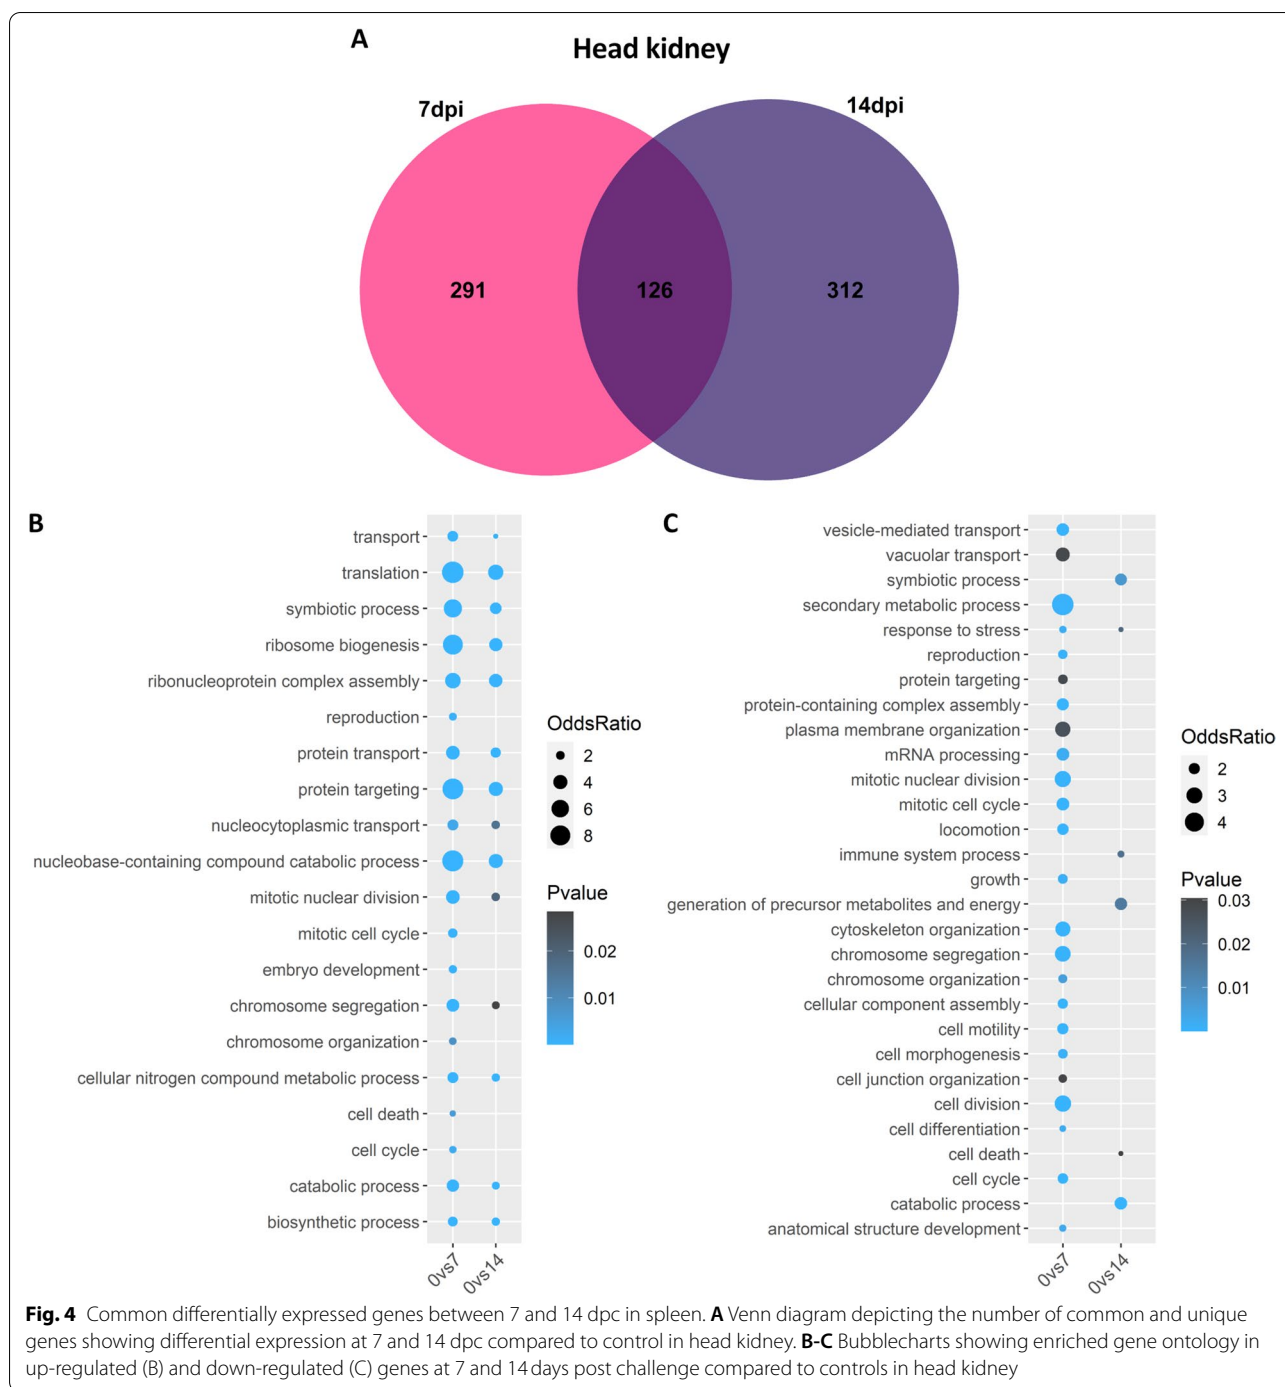 A
Head kidney
7dpi
14dpi
291
126
312
B
transport
translation
symbiotic process
ribosome biogenesis
ribonucleoprotein complex assembly
reproduction
protein transport
protein targeting
nucleocytoplasmic transport
nucleobase-containing compound catabolic process
mitotic nuclear division
mitotic cell cycle
embryo development
chromosome segregation
chromosome organization
cellular nitrogen compound metabolic process
cell death
cell cycle
catabolic process
biosynthetic process
0vs7
0vs14
OddsRatio
2
4
6
8
Pvalue
0.02
0.01
C
vesicle-mediated transport
vacuolar transport
symbiotic process
secondary metabolic process
response to stress
reproduction
protein targeting
protein-containing complex assembly
plasma membrane organization
mRNA processing
mitotic nuclear division
mitotic cell cycle
locomotion
immune system process
growth
generation of precursor metabolites and energy
cytoskeleton organization
chromosome segregation
chromosome organization
cellular component assembly
cell motility
cell morphogenesis
cell junction organization
cell division
cell differentiation
cell death
cell cycle
catabolic process
anatomical structure development
0vs7
0vs14
OddsRatio
2
3
4
Pvalue
0.03
0.02
0.01
Fig. 4 Common differentially expressed genes between 7 and 14 dpc in spleen. A Venn diagram depicting the number of common and unique
genes showing differential expression at 7 and 14 dpc compared to control in head kidney. B-C Bubblecharts showing enriched gene ontology in
up-regulated (B) and down-regulated (C) genes at 7 and 14 days post challenge compared to controls in head kidney